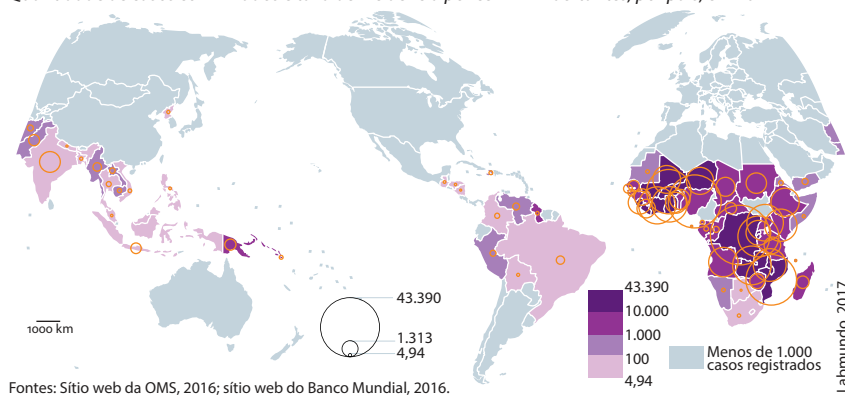 1000 km
43.390
1.313
4,94
43.390
10.000
1.000
100
4,94
Menos de 1.000
casos registrados
Labmundo, 2017
Fontes: Sítio web da OMS, 2016; sítio web do Banco Mundial, 2016.